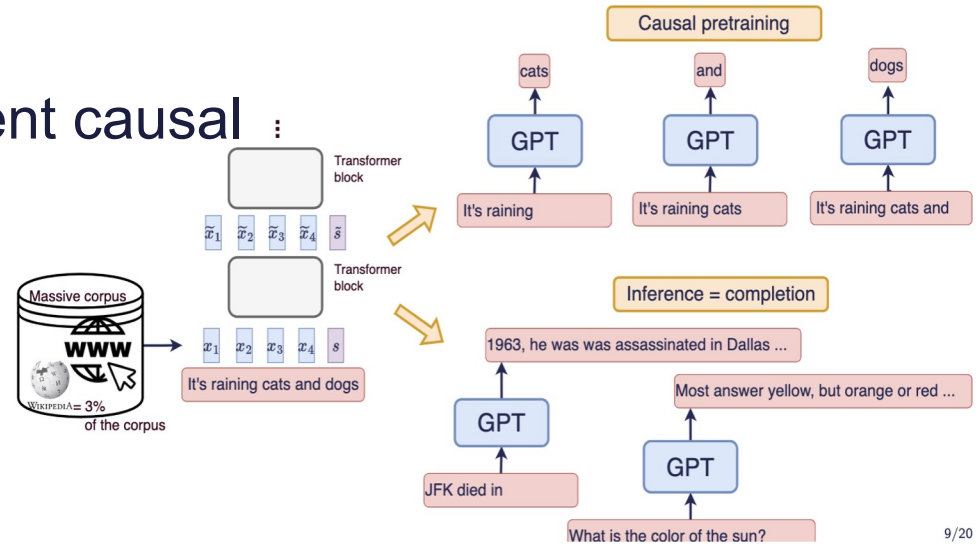 ent causal
⋮
Transformer
block
x̃₁ x̃₂ x̃₃ x̃₄ s̃
Transformer
block
x₁ x₂ x₃ x₄ s
It's raining cats and dogs
Massive corpus
WWW
WIKIPEDIA = 3%
of the corpus
Causal pretraining
cats
and
dogs
GPT
GPT
GPT
It's raining
It's raining cats
It's raining cats and
Inference = completion
1963, he was was assassinated in Dallas ...
GPT
JFK died in
Most answer yellow, but orange or red ...
GPT
What is the color of the sun?
9/20